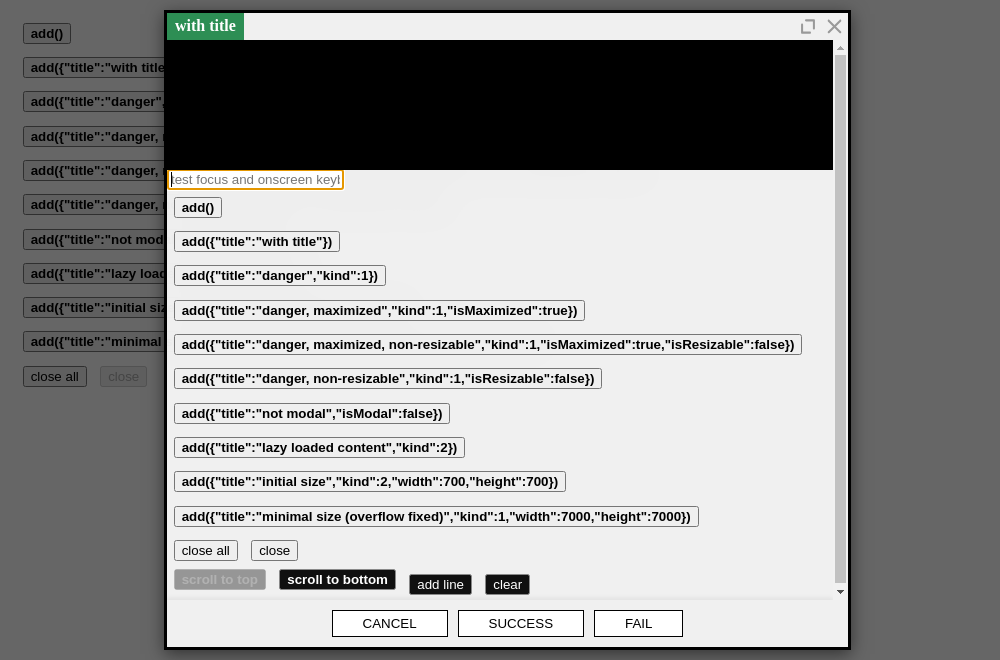 with title
add()
add({"title":"with title
add({"title":"danger",
add({"title":"danger,
add({"title":"danger,
add({"title":"danger,
add({"title":"not mod
add({"title":"lazy load
add({"title":"initial siz
add({"title":"minimal
close all close
test focus and onscreen key
add()
add({"title":"with title"})
add({"title":"danger","kind":1})
add({"title":"danger, maximized","kind":1,"isMaximized":true})
add({"title":"danger, maximized, non-resizable","kind":1,"isMaximized":true,"isResizable":false})
add({"title":"danger, non-resizable","kind":1,"isResizable":false})
add({"title":"not modal","isModal":false})
add({"title":"lazy loaded content","kind":2})
add({"title":"initial size","kind":2,"width":700,"height":700})
add({"title":"minimal size (overflow fixed)","kind":1,"width":7000,"height":7000})
close all close
scroll to top scroll to bottom add line clear
CANCEL SUCCESS FAIL